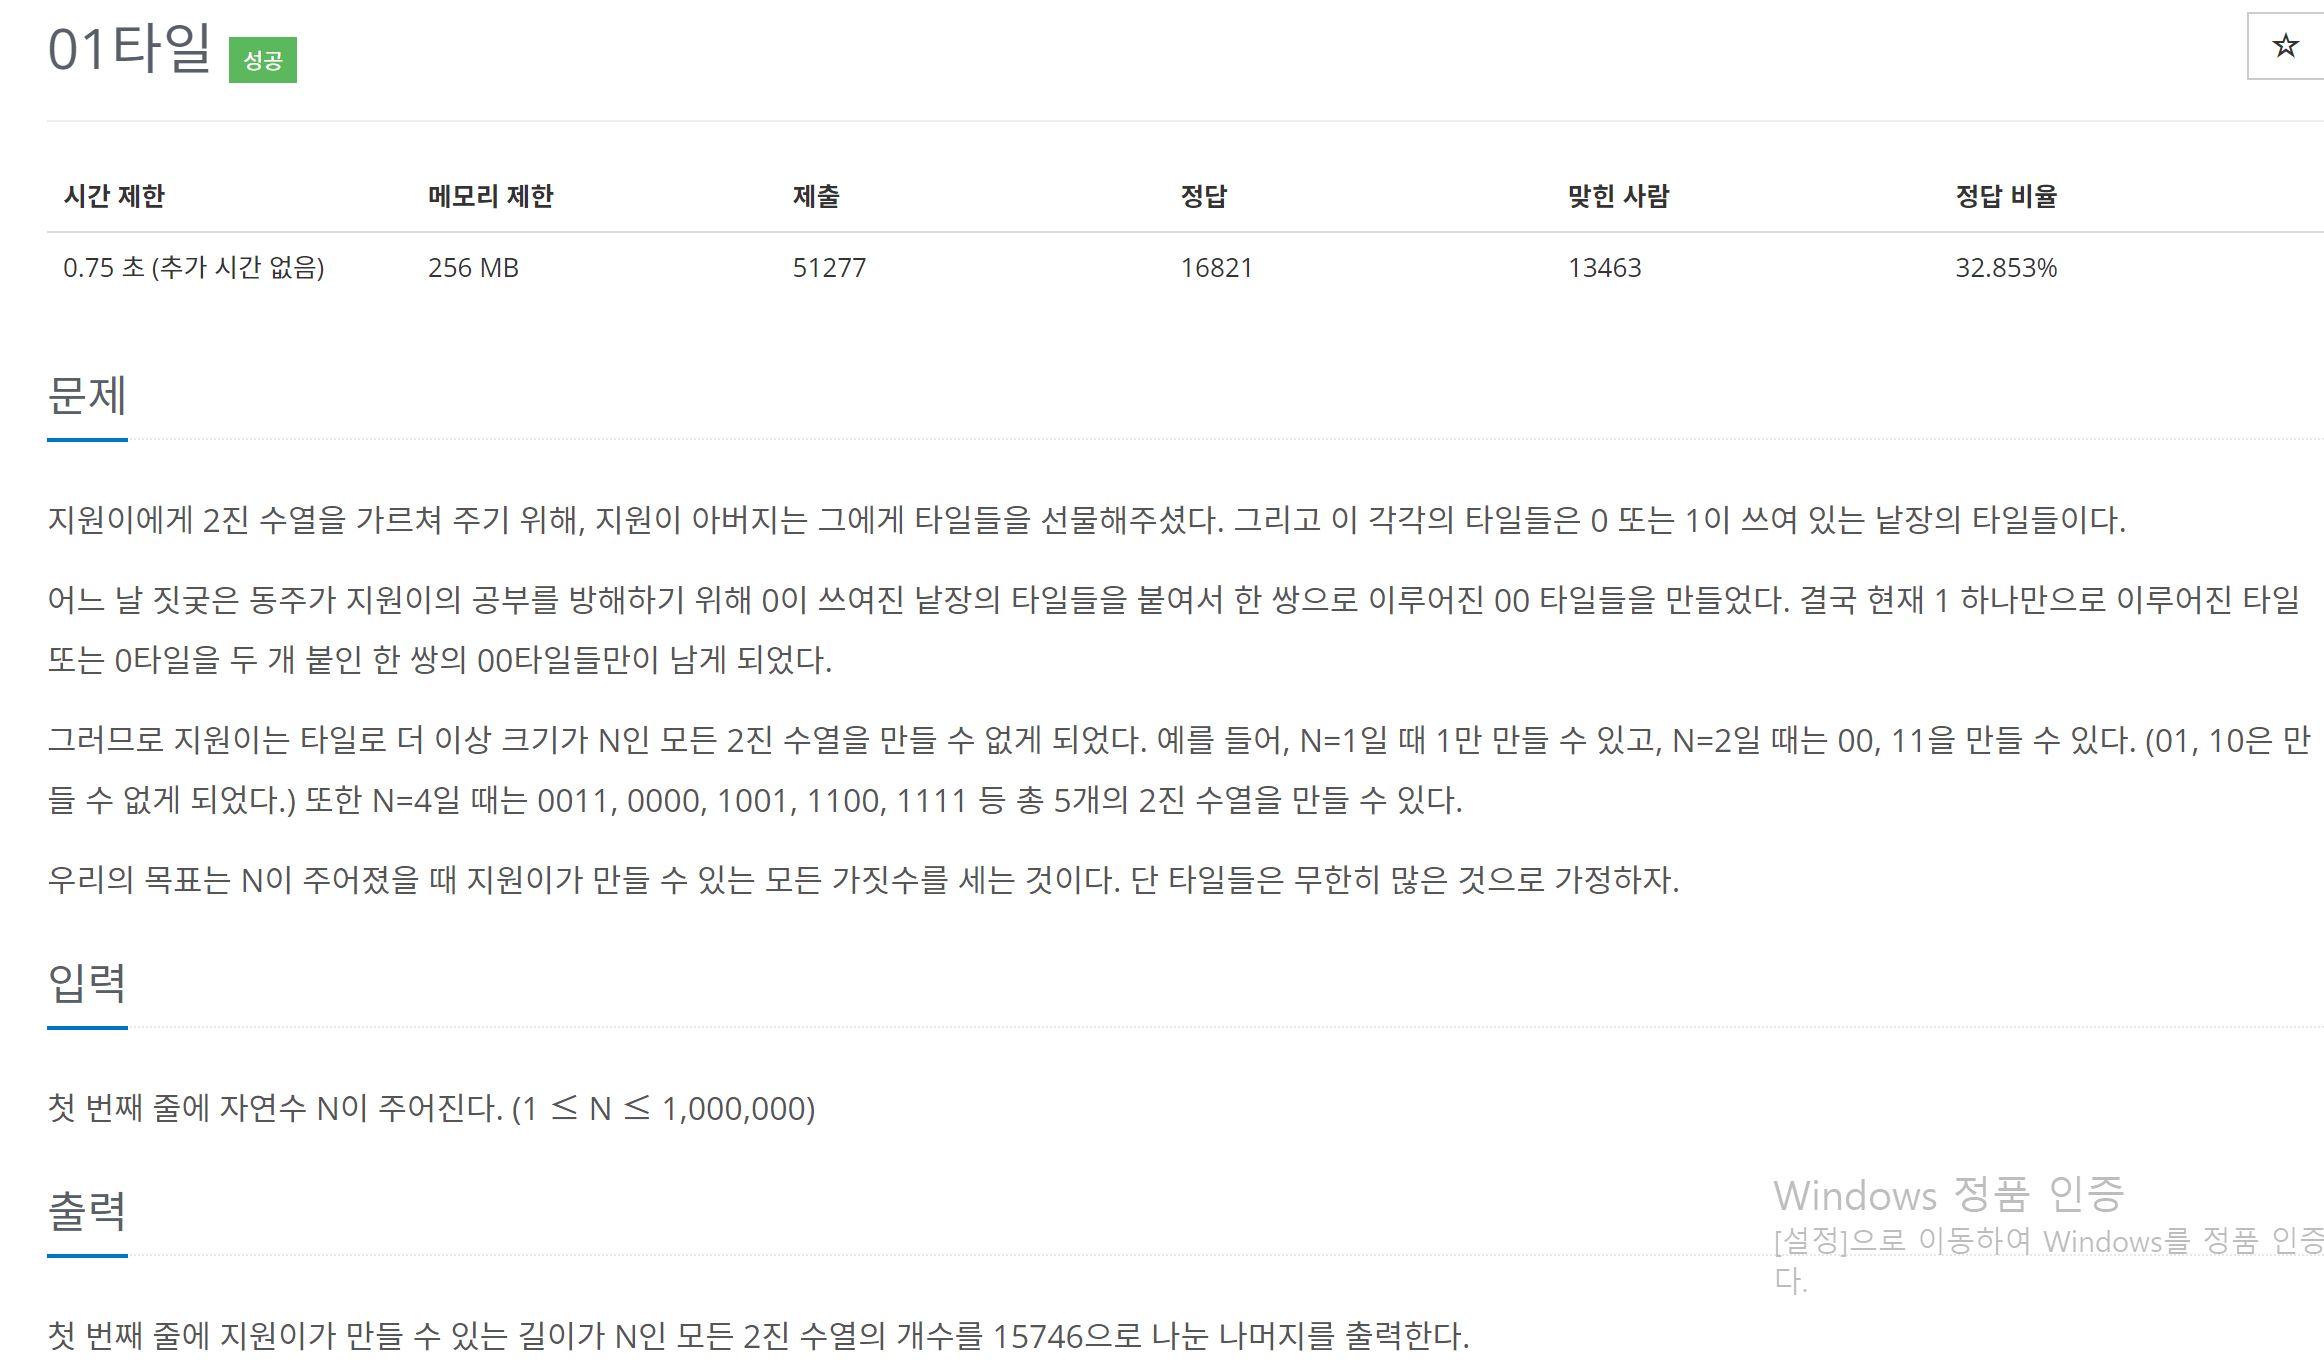 01타일 성공
☆
시간 제한 메모리 제한 제출 정답 맞힌 사람 정답 비율
0.75 초 (추가 시간 없음) 256 MB 51277 16821 13463 32.853%
문제
지원이에게 2진 수열을 가르쳐 주기 위해, 지원이 아버지는 그에게 타일들을 선물해주셨다. 그리고 이 각각의 타일들은 0 또는 1이 쓰여 있는 낱장의 타일들이다.
어느 날 짓궂은 동주가 지원이의 공부를 방해하기 위해 0이 쓰여진 낱장의 타일들을 붙여서 한 쌍으로 이루어진 00 타일들을 만들었다. 결국 현재 1 하나만으로 이루어진 타일
또는 0타일을 두 개 붙인 한 쌍의 00타일들만이 남게 되었다.
그러므로 지원이는 타일로 더 이상 크기가 N인 모든 2진 수열을 만들 수 없게 되었다. 예를 들어, N=1일 때 1만 만들 수 있고, N=2일 때는 00, 11을 만들 수 있다. (01, 10은 만
들 수 없게 되었다.) 또한 N=4일 때는 0011, 0000, 1001, 1100, 1111 등 총 5개의 2진 수열을 만들 수 있다.
우리의 목표는 N이 주어졌을 때 지원이가 만들 수 있는 모든 가짓수를 세는 것이다. 단 타일들은 무한히 많은 것으로 가정하자.
입력
첫 번째 줄에 자연수 N이 주어진다. (1 ≤ N ≤ 1,000,000)
출력
첫 번째 줄에 지원이가 만들 수 있는 길이가 N인 모든 2진 수열의 개수를 15746으로 나눈 나머지를 출력한다.
Windows 정품 인증
[설정]으로 이동하여 Windows를 정품 인증
다.